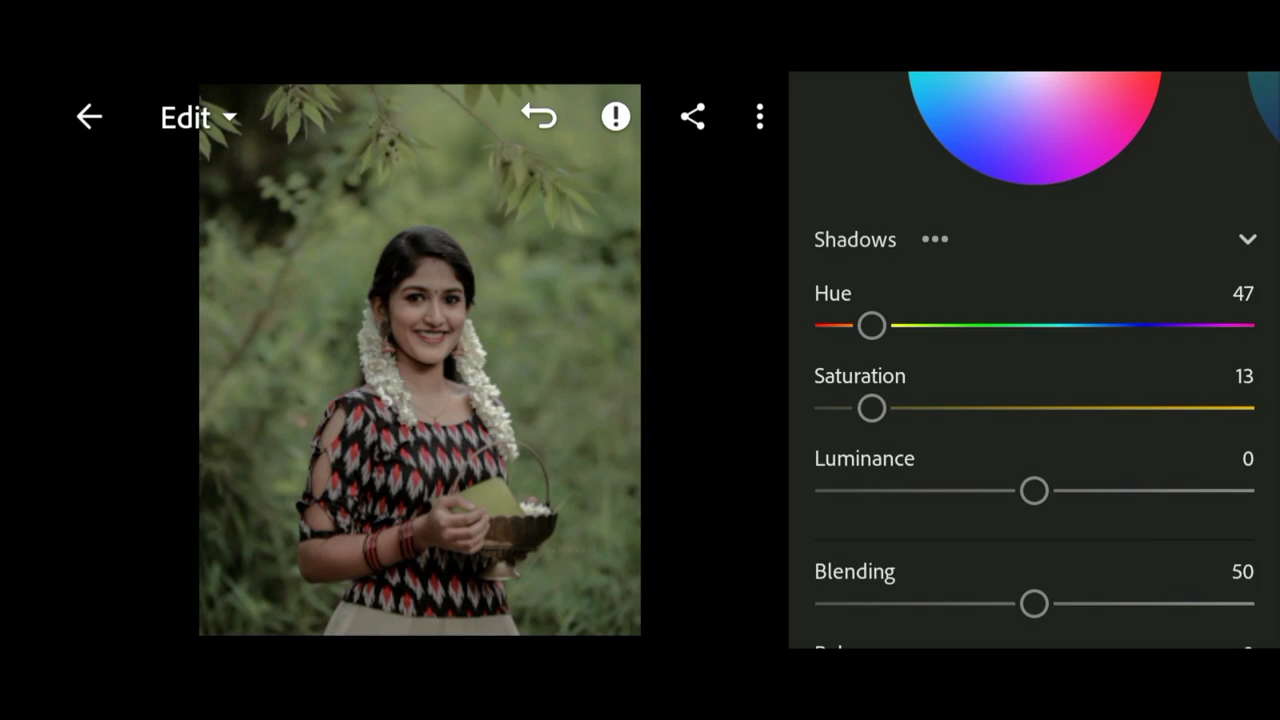 Edit
Shadows
Hue 47
Saturation 13
Luminance 0
Blending 50